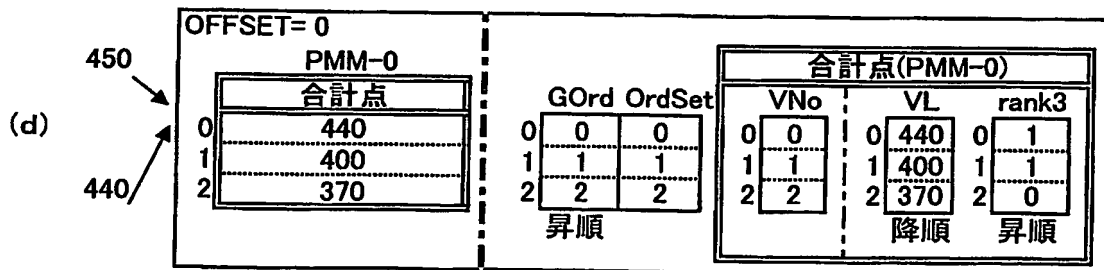 OFFSET= 0
450
PMM-0
合計点(PMM-0)
合計点
GOrd OrdSet
VNo VL rank3
(d)
0 440 0 0 0 0 0 0 440 0 1
1 400 1 1 1 1 1 1 400 1 1
440
2 370 2 2 2 2 2 2 370 2 0
昇順 降順 昇順